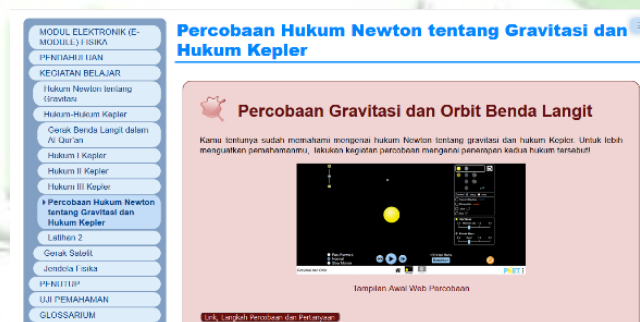 MODUL ELEKTRONIK (E-
MODULE) FISIKA
PENDAHULUAN
KEGIATAN BELAJAR
Hukum Newton tentang
Gravitasi
Hukum-Hukum Kepler
Gerak Benda Langit dalam
Al Qur'an
Hukum I Kepler
Hukum II Kepler
Hukum III Kepler
Percobaan Hukum Newton
tentang Gravitasi dan
Hukum Kepler
Latihan 2
Gerak Satelit
Jendela Fisika
PENUTUP
UJI PEMAHAMAN
GLOSSARIUM
Percobaan Hukum Newton tentang Gravitasi dan
Hukum Kepler
Percobaan Gravitasi dan Orbit Benda Langit
Kamu tentunya sudah memahami mengenai hukum Newton tentang gravitasi dan hukum Kepler. Untuk lebih
menguatkan pemahamanmu, lakukan kegiatan percobaan mengenai penerapan kedua hukum tersebut!
Fast Forward
Normal
Slow Motion
PhET
Tampilan Awal Web Percobaan
Link, Langkah Percobaan dan Pertanyaan